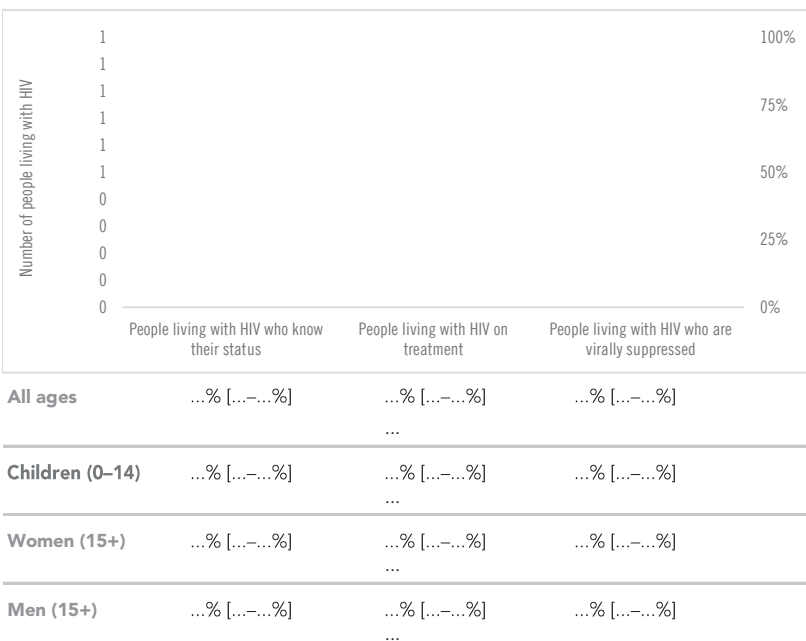 Number of people living with HIV
1
1
1
1
1
1
0
0
0
0
0
100%
75%
50%
25%
0%
People living with HIV who know
their status
People living with HIV on
treatment
People living with HIV who are
virally suppressed
All ages ...% [...–...%] ...% [...–...%] ...% [...–...%]
...
Children (0–14) ...% [...–...%] ...% [...–...%] ...% [...–...%]
...
Women (15+) ...% [...–...%] ...% [...–...%] ...% [...–...%]
...
Men (15+) ...% [...–...%] ...% [...–...%] ...% [...–...%]
...